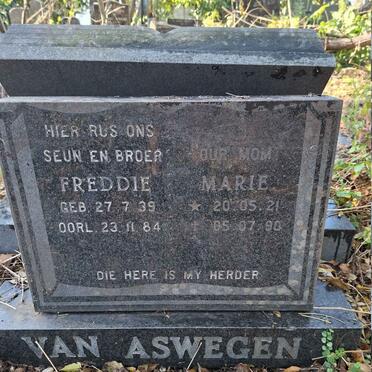 HIER RUS ONS
SEUN EN BROER
FREDDIE
GEB. 27.7.39
OORL. 23.11.84
OUR MOM
MARIE
★ 20.05.21
† 05.07.90
DIE HERE IS MY HERDER
VAN ASWEGEN